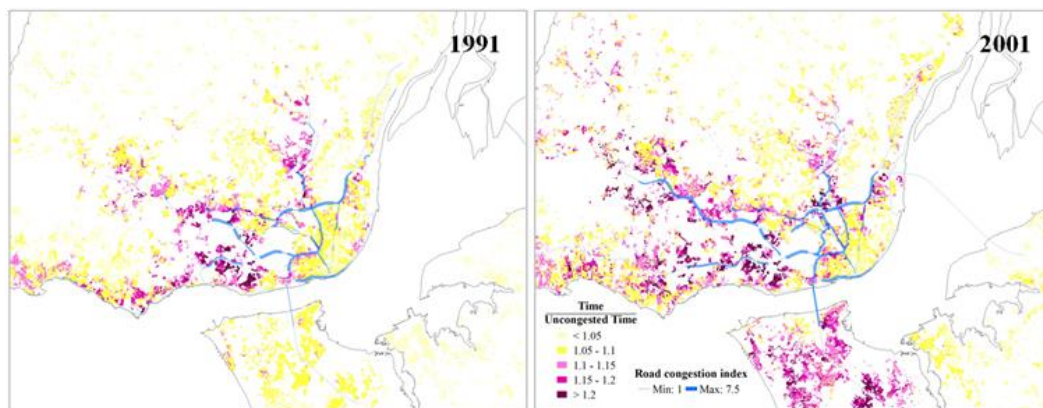 1991
2001
Time
Uncongested Time
< 1.05
1.05 - 1.1
1.1 - 1.15
1.15 - 1.2
> 1.2
Road congestion index
Min: 1 Max: 7.5